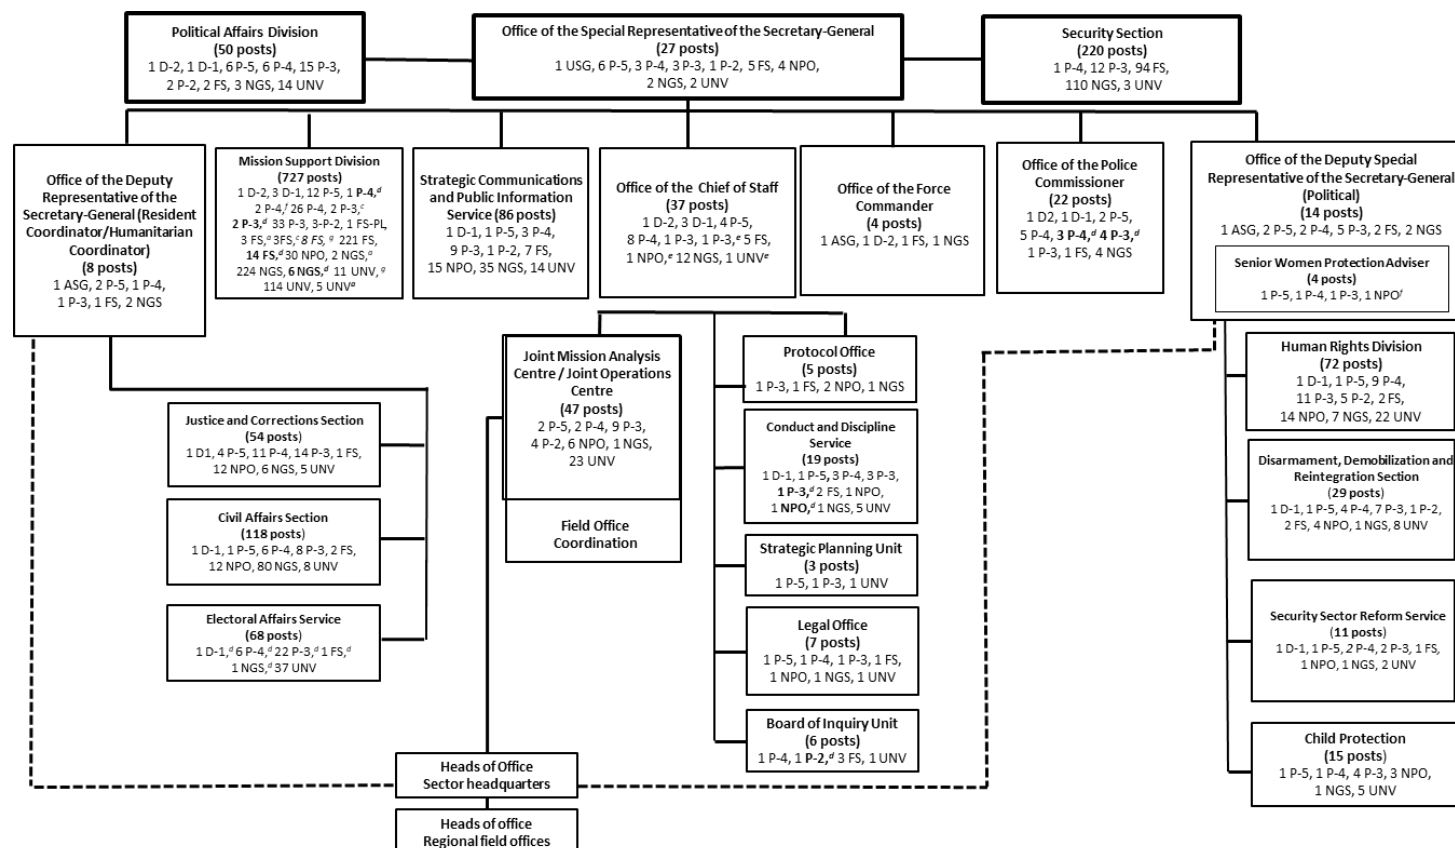 Political Affairs Division
(50 posts)
1 D-2, 1 D-1, 6 P-5, 6 P-4, 15 P-3,
2 P-2, 2 FS, 3 NGS, 14 UNV
Office of the Special Representative of the Secretary-General
(27 posts)
1 USG, 6 P-5, 3 P-4, 3 P-3, 1 P-2, 5 FS, 4 NPO,
2 NGS, 2 UNV
Security Section
(220 posts)
1 P-4, 12 P-3, 94 FS,
110 NGS, 3 UNV
Office of the Deputy
Representative of the
Secretary-General (Resident
Coordinator/Humanitarian
Coordinator)
(8 posts)
1 ASG, 2 P-5, 1 P-4,
1 P-3, 1 FS, 2 NGS
Mission Support Division
(727 posts)
1 D-2, 3 D-1, 12 P-5, 1 P-4,d
2 P-4,f 26 P-4, 2 P-3,c
2 P-3,d 33 P-3, 3-P-2, 1 FS-PL,
3 FS,a 3FS,c 8 FS, g 221 FS,
14 FS,d 30 NPO, 2 NGS,a
224 NGS, 6 NGS,d 11 UNV, g
114 UNV, 5 UNVa
Strategic Communications
and Public Information
Service (86 posts)
1 D-1, 1 P-5, 3 P-4,
9 P-3, 1 P-2, 7 FS,
15 NPO, 35 NGS, 14 UNV
Office of the Chief of Staff
(37 posts)
1 D-2, 3 D-1, 4 P-5,
8 P-4, 1 P-3, 1 P-3,e 5 FS,
1 NPO,e 12 NGS, 1 UNVe
Office of the Force
Commander
(4 posts)
1 ASG, 1 D-2, 1 FS, 1 NGS
Office of the Police
Commissioner
(22 posts)
1 D2, 1 D-1, 2 P-5,
5 P-4, 3 P-4,d 4 P-3,d
1 P-3, 1 FS, 4 NGS
Office of the Deputy Special
Representative of the Secretary-General
(Political)
(14 posts)
1 ASG, 2 P-5, 2 P-4, 5 P-3, 2 FS, 2 NGS
Senior Women Protection Adviser
(4 posts)
1 P-5, 1 P-4, 1 P-3, 1 NPOf
Justice and Corrections Section
(54 posts)
1 D1, 4 P-5, 11 P-4, 14 P-3, 1 FS,
12 NPO, 6 NGS, 5 UNV
Civil Affairs Section
(118 posts)
1 D-1, 1 P-5, 6 P-4, 8 P-3, 2 FS,
12 NPO, 80 NGS, 8 UNV
Electoral Affairs Service
(68 posts)
1 D-1,d 6 P-4,d 22 P-3,d 1 FS,d
1 NGS,d 37 UNV
Joint Mission Analysis
Centre / Joint Operations
Centre
(47 posts)
2 P-5, 2 P-4, 9 P-3,
4 P-2, 6 NPO, 1 NGS,
23 UNV
Field Office
Coordination
Protocol Office
(5 posts)
1 P-3, 1 FS, 2 NPO, 1 NGS
Conduct and Discipline
Service
(19 posts)
1 D-1, 1 P-5, 3 P-4, 3 P-3,
1 P-3,d 2 FS, 1 NPO,
1 NPO,d 1 NGS, 5 UNV
Strategic Planning Unit
(3 posts)
1 P-5, 1 P-3, 1 UNV
Legal Office
(7 posts)
1 P-5, 1 P-4, 1 P-3, 1 FS,
1 NPO, 1 NGS, 1 UNV
Board of Inquiry Unit
(6 posts)
1 P-4, 1 P-2,d 3 FS, 1 UNV
Human Rights Division
(72 posts)
1 D-1, 1 P-5, 9 P-4,
11 P-3, 5 P-2, 2 FS,
14 NPO, 7 NGS, 22 UNV
Disarmament, Demobilization and
Reintegration Section
(29 posts)
1 D-1, 1 P-5, 4 P-4, 7 P-3, 1 P-2,
2 FS, 4 NPO, 1 NGS, 8 UNV
Security Sector Reform Service
(11 posts)
1 D-1, 1 P-5, 2 P-4, 2 P-3, 1 FS,
1 NPO, 1 NGS, 2 UNV
Child Protection
(15 posts)
1 P-5, 1 P-4, 4 P-3, 3 NPO,
1 NGS, 5 UNV
Heads of Office
Sector headquarters
Heads of office
Regional field offices